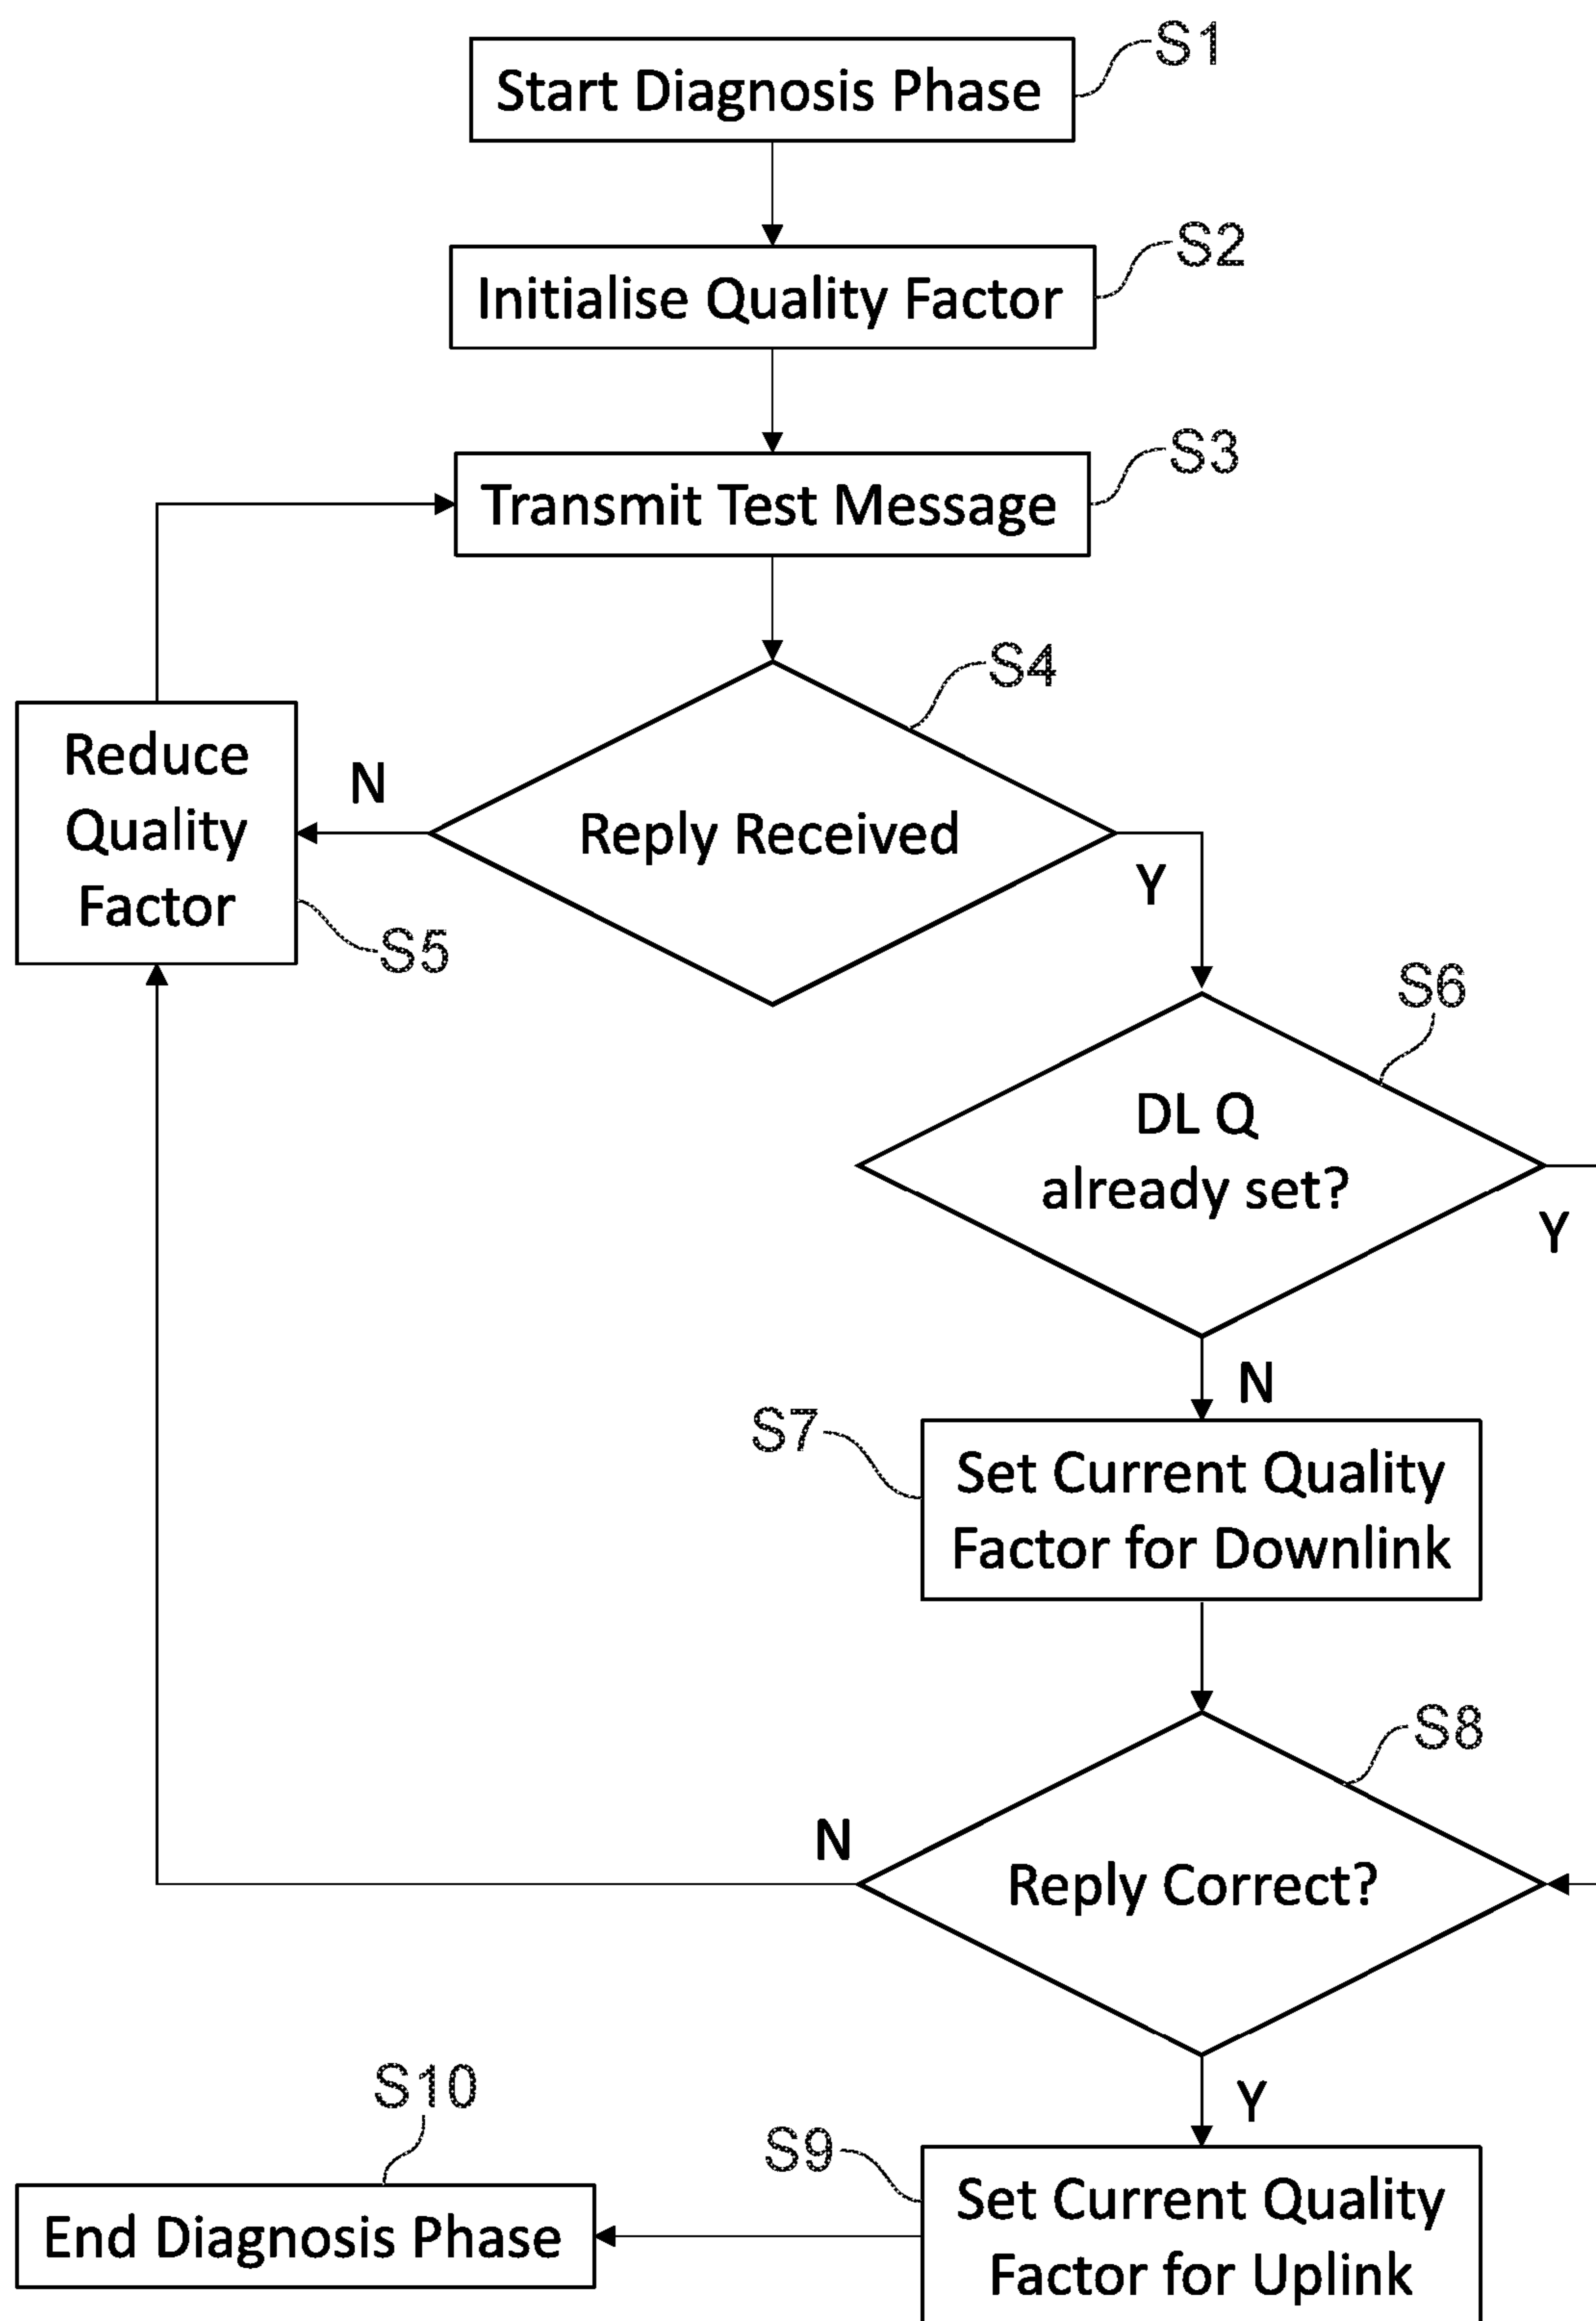 S1
Start Diagnosis Phase
S2
Initialise Quality Factor
S3
Transmit Test Message
S4
Reply Received
N
Y
Reduce
Quality
Factor
S5
S6
DL Q
already set?
Y
N
S7
Set Current Quality
Factor for Downlink
S8
Reply Correct?
N
Y
S9
Set Current Quality
Factor for Uplink
S10
End Diagnosis Phase